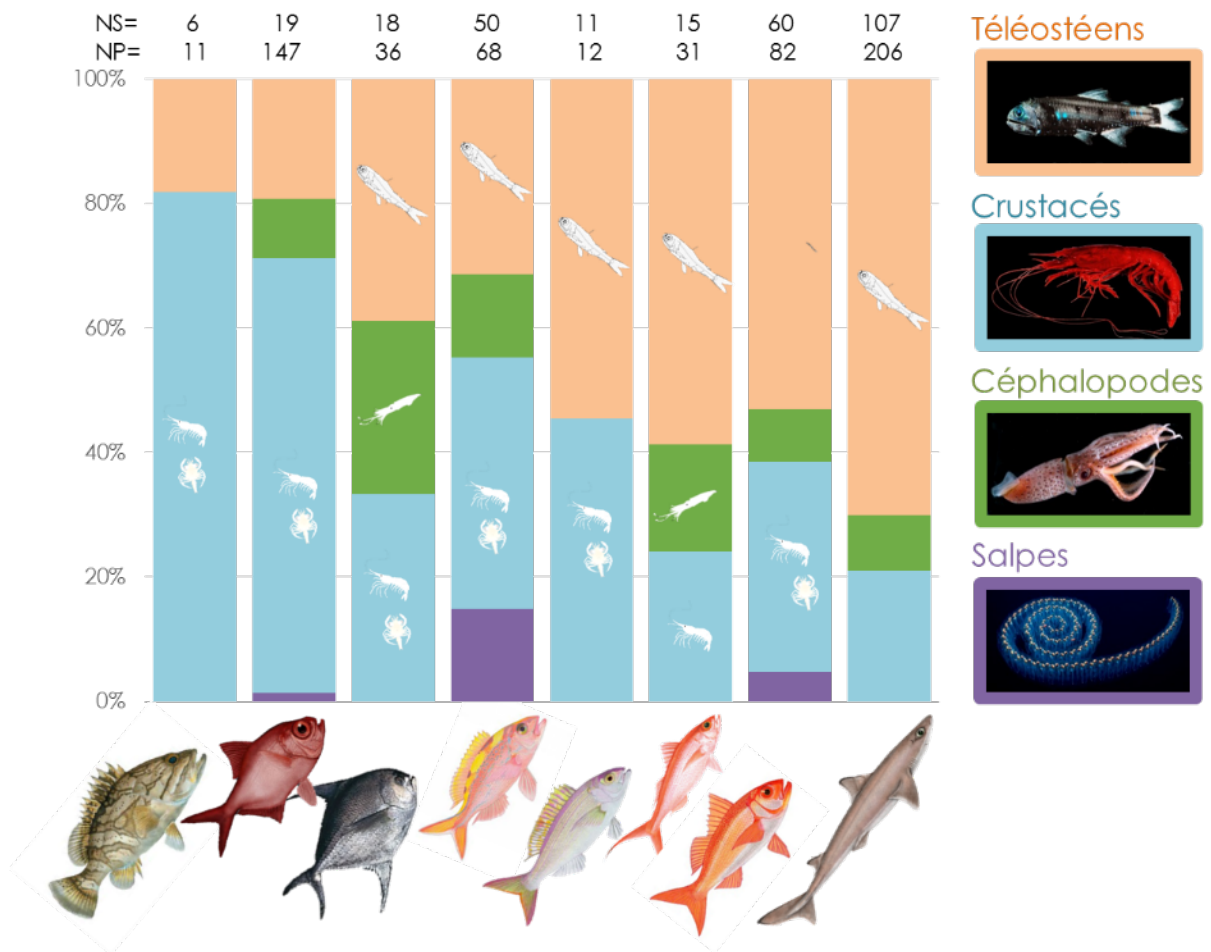 NS= 6 19 18 50 11 15 60 107
NP= 11 147 36 68 12 31 82 206
100%
80%
60%
40%
20%
0%
Téléostéens
Crustacés
Céphalopodes
Salpes